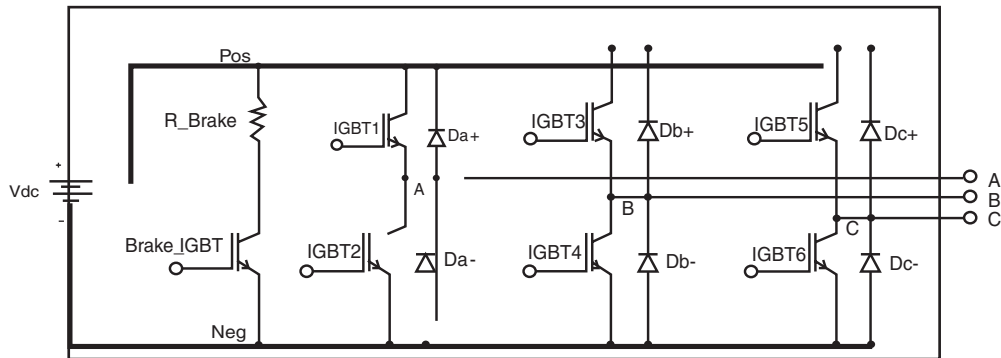 Pos
R_Brake
IGBT1
Da+
IGBT3
Db+
IGBT5
Dc+
+
Vdc
-
A
A
B
B
C
C
Brake_IGBT
IGBT2
Da-
IGBT4
Db-
IGBT6
Dc-
Neg